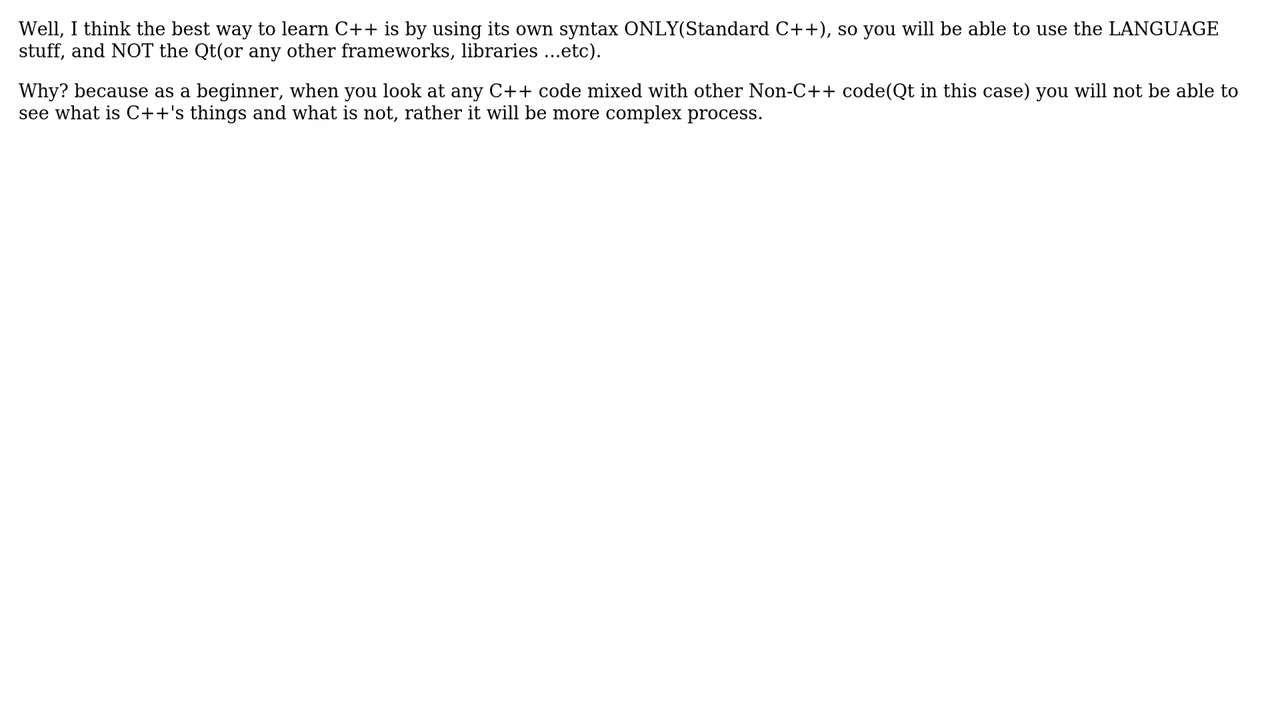 Well, I think the best way to learn C++ is by using its own syntax ONLY(Standard C++), so you will be able to use the LANGUAGE
stuff, and NOT the Qt(or any other frameworks, libraries ...etc).
Why? because as a beginner, when you look at any C++ code mixed with other Non-C++ code(Qt in this case) you will not be able to
see what is C++'s things and what is not, rather it will be more complex process.